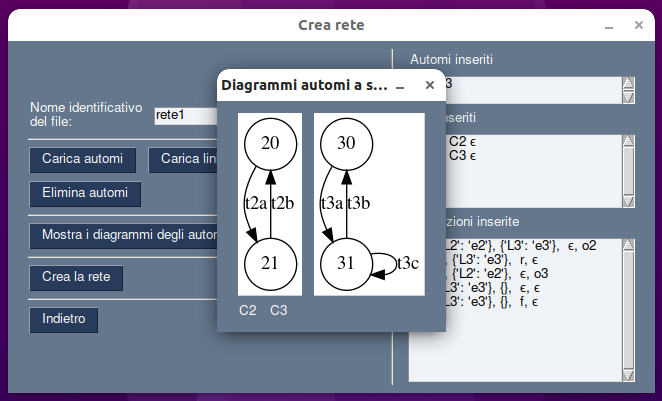 Crea rete
Automi inseriti
3
Nome identificativo
del file:
rete1
Carica automi
Carica lin
Elimina automi
Mostra i diagrammi degli autor
Crea la rete
Indietro
Diagrammi automi a s...
20
30
t2a
t2b
t3a
t3b
21
31
t3c
C2
C3
nseriti
C2 ε
C3 ε
zioni inserite
L2': 'e2'}, {'L3': 'e3'}, ε, o2
, {'L3': 'e3'}, r, ε
, {'L2': 'e2'}, ε, o3
L3': 'e3'}, {}, ε, ε
L3': 'e3'}, {}, f, ε